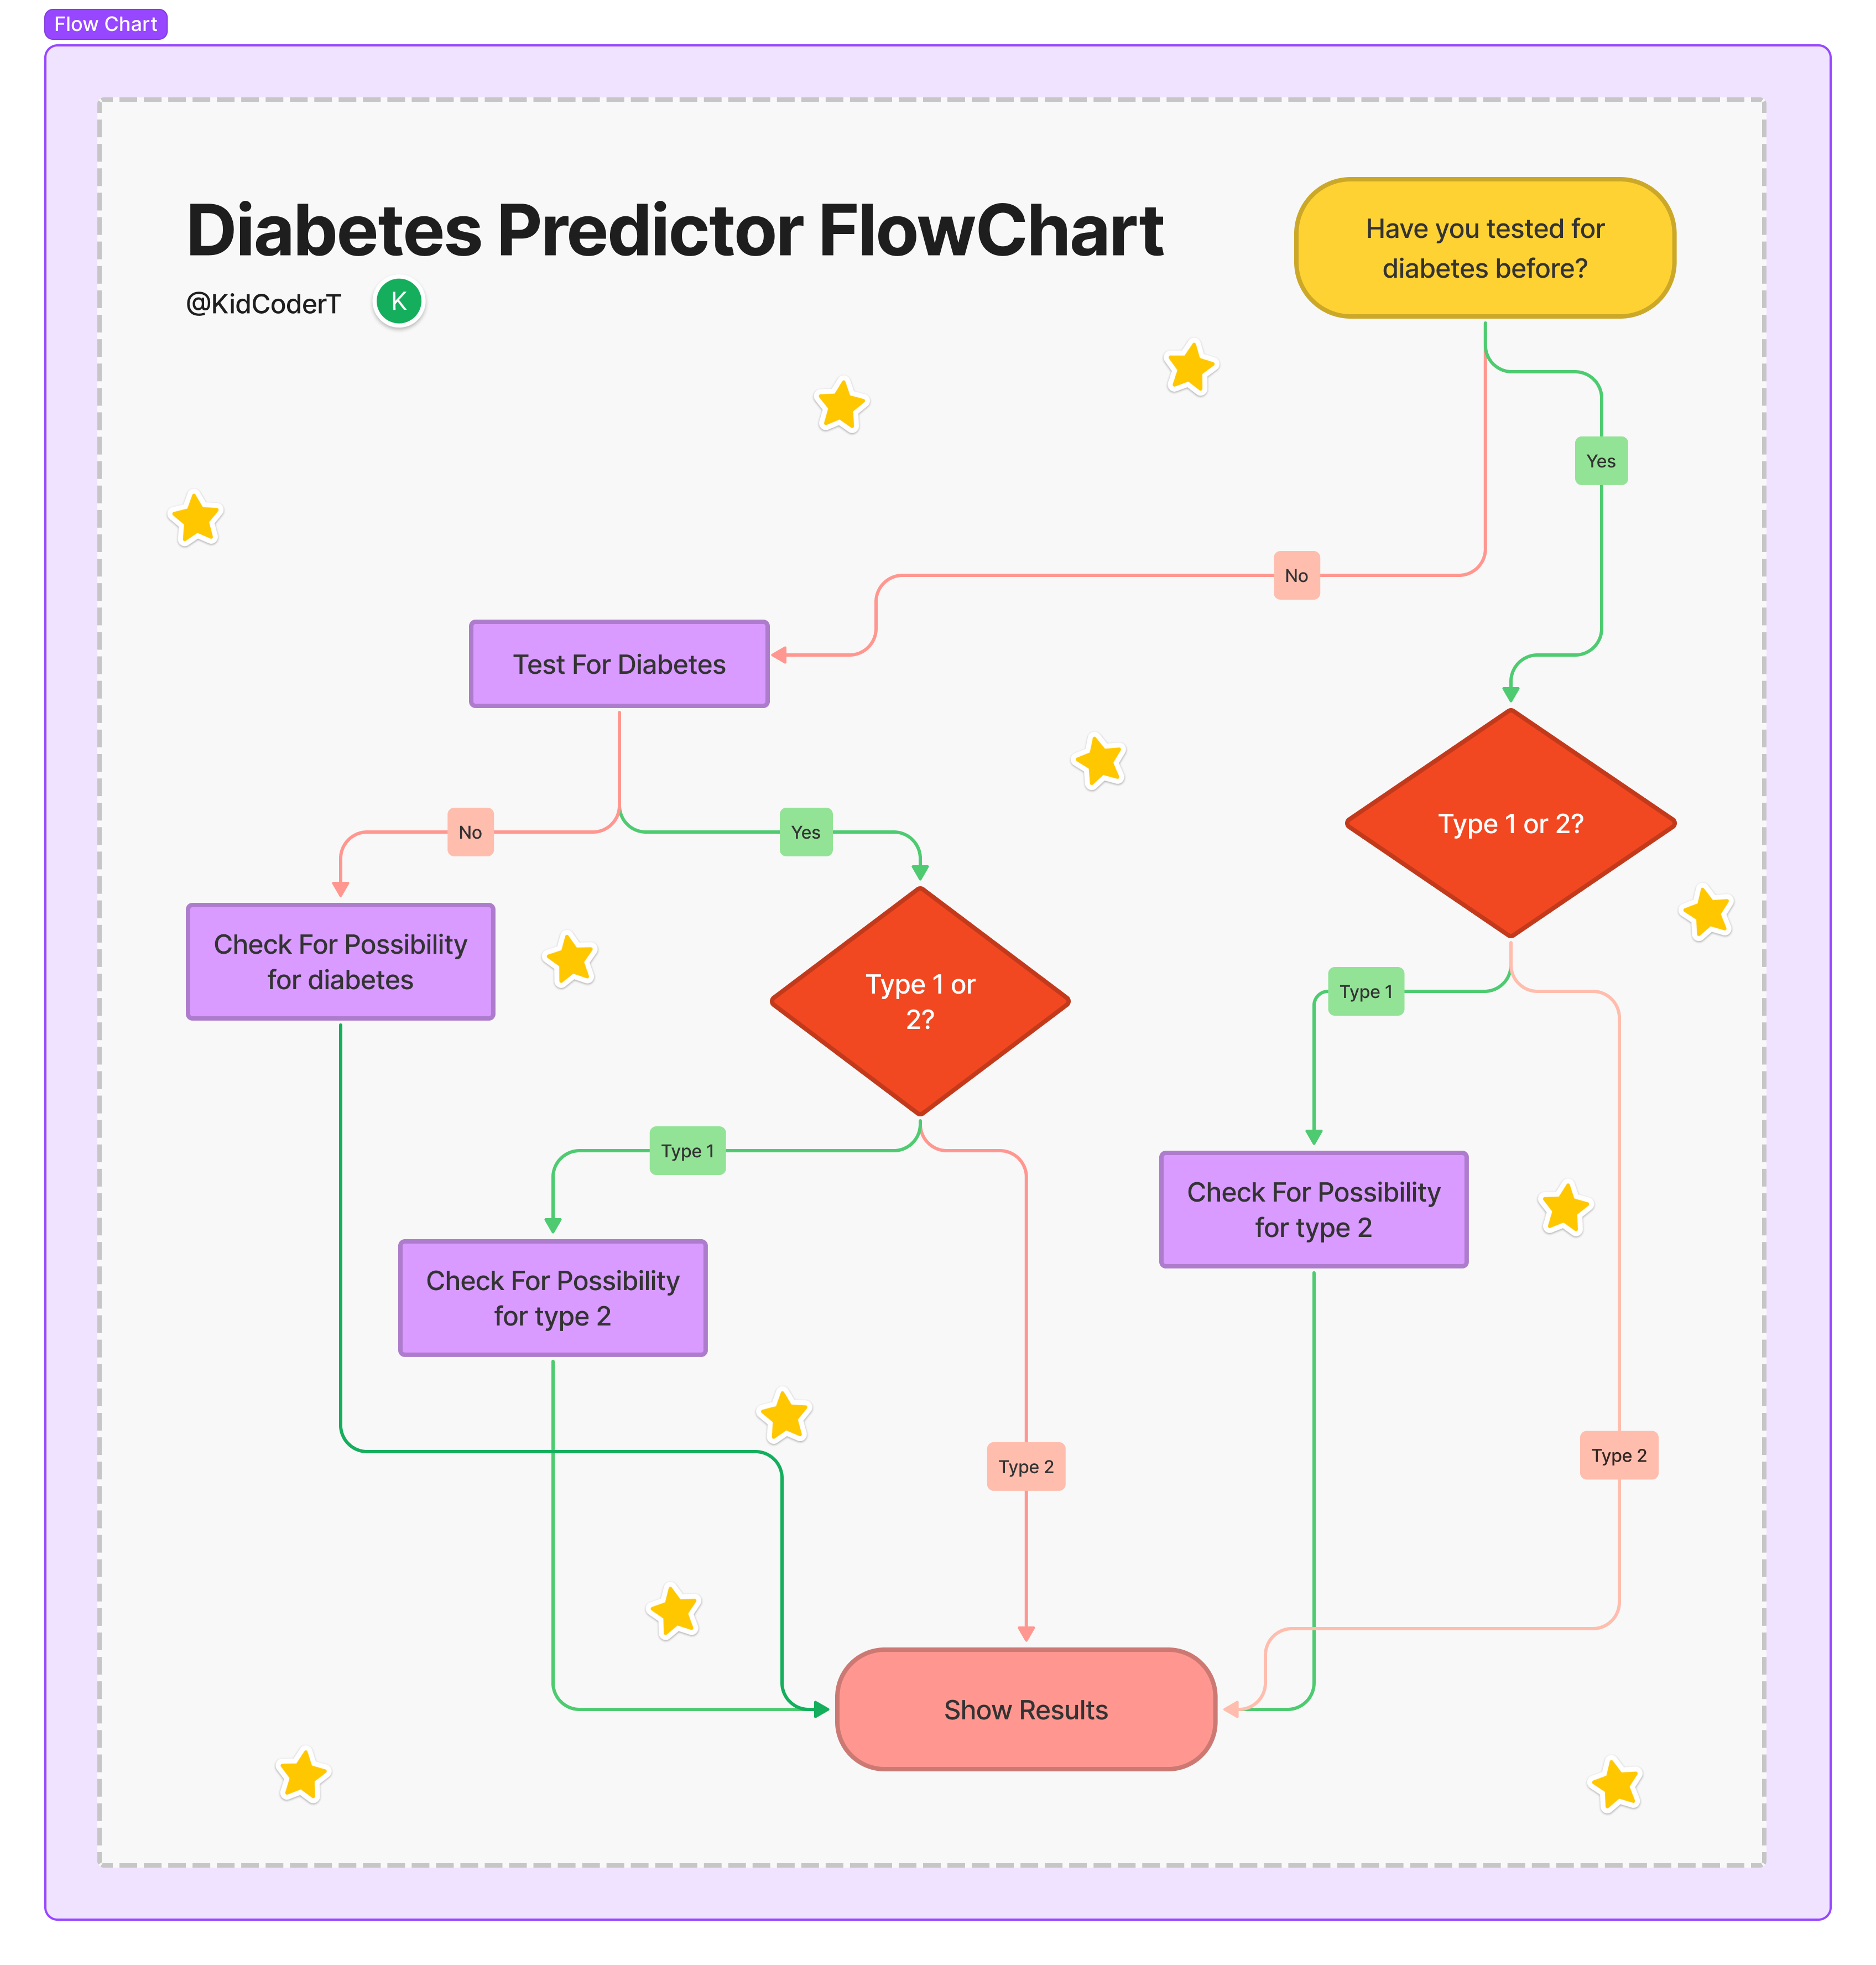 Flow Chart
Diabetes Predictor FlowChart
@KidCoderT
K
Have you tested for
diabetes before?
Yes
No
Test For Diabetes
Type 1 or 2?
No
Yes
Check For Possibility
for diabetes
Type 1 or
2?
Type 1
Type 1
Check For Possibility
for type 2
Check For Possibility
for type 2
Type 2
Type 2
Show Results